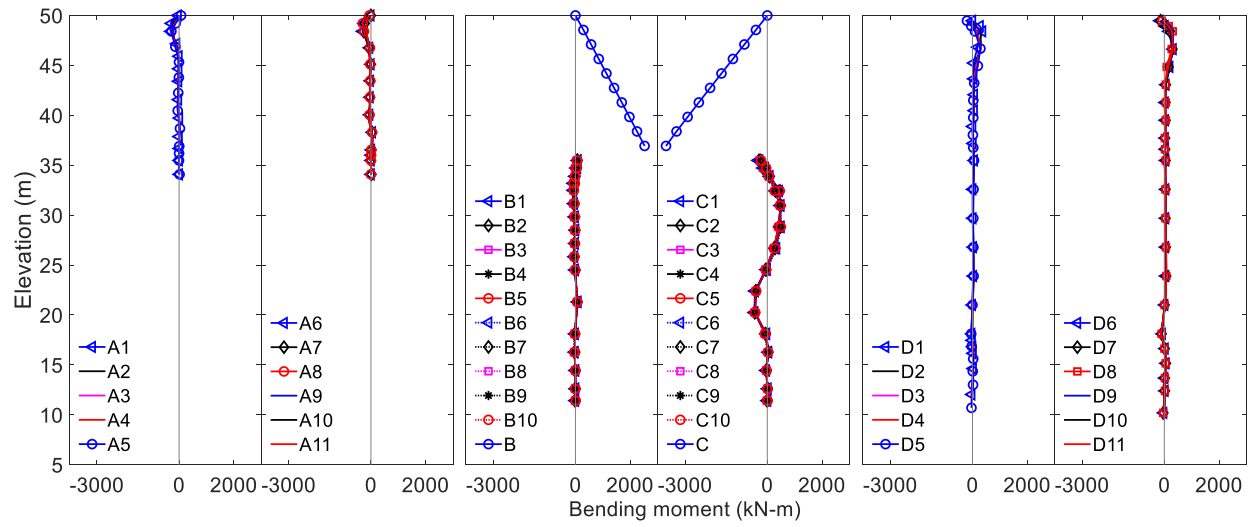 50
45
40
35
30
25
20
15
10
5
Elevation (m)
A1
A2
A3
A4
A5
A6
A7
A8
A9
A10
A11
B1
B2
B3
B4
B5
B6
B7
B8
B9
B10
B
C1
C2
C3
C4
C5
C6
C7
C8
C9
C10
C
D1
D2
D3
D4
D5
D6
D7
D8
D9
D10
D11
-3000 0 2000 -3000 0 2000 -3000 0 2000 -3000 0 2000 -3000 0 2000 -3000 0 2000
Bending moment (kN-m)